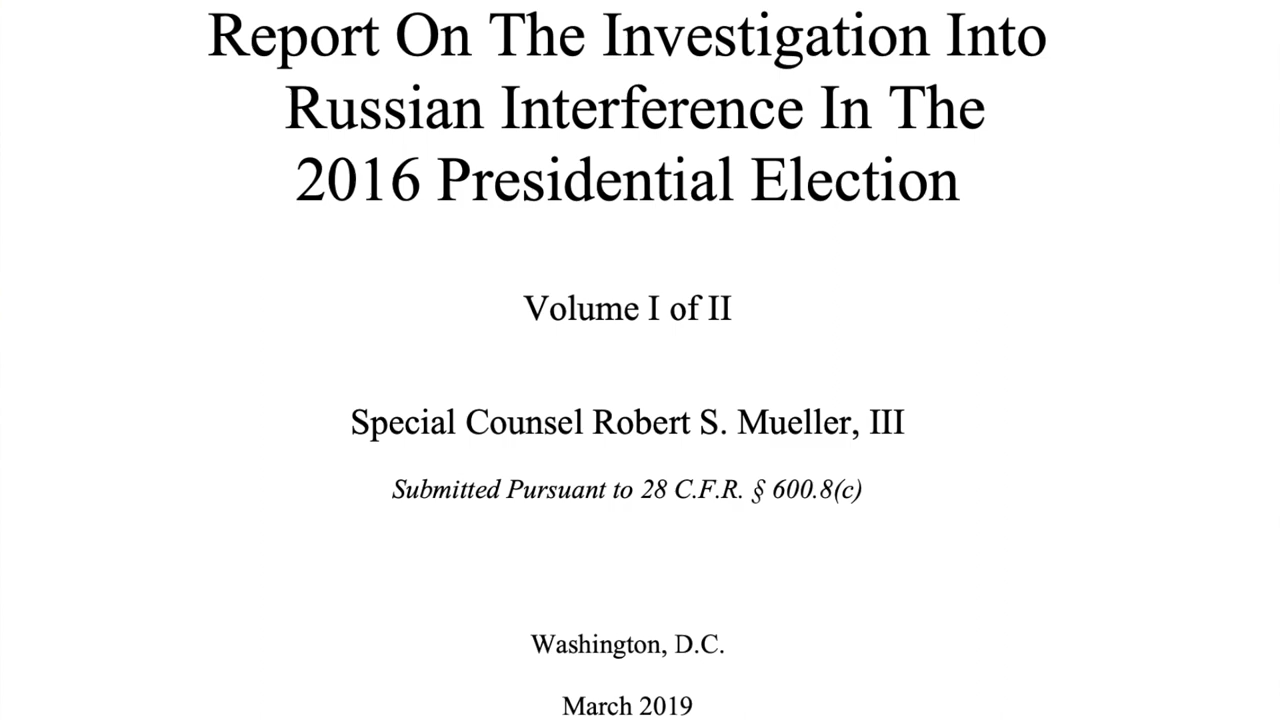 Report On The Investigation Into
Russian Interference In The
2016 Presidential Election
Volume I of II
Special Counsel Robert S. Mueller, III
Submitted Pursuant to 28 C.F.R. § 600.8(c)
Washington, D.C.
March 2019